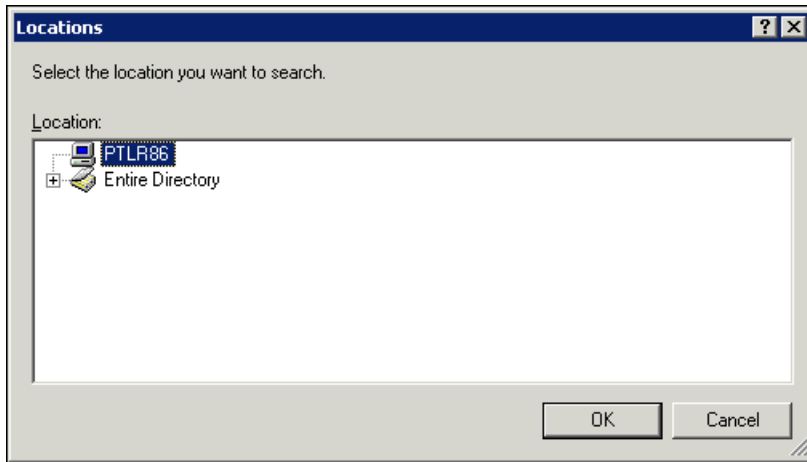 Locations
Select the location you want to search.
Location:
PTLR86
Entire Directory
OK Cancel